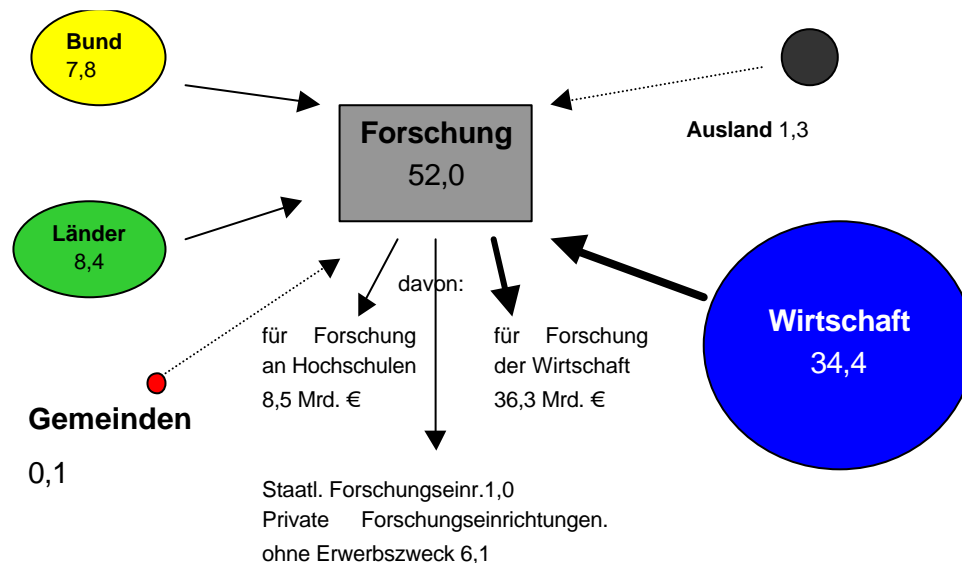 Bund
7,8
Forschung
52,0
Ausland 1,3
Länder
8,4
Wirtschaft
34,4
davon:
für Forschung
an Hochschulen
8,5 Mrd. €
für Forschung
der Wirtschaft
36,3 Mrd. €
Gemeinden
0,1
Staatl. Forschungseinr.1,0
Private Forschungseinrichtungen.
ohne Erwerbszweck 6,1